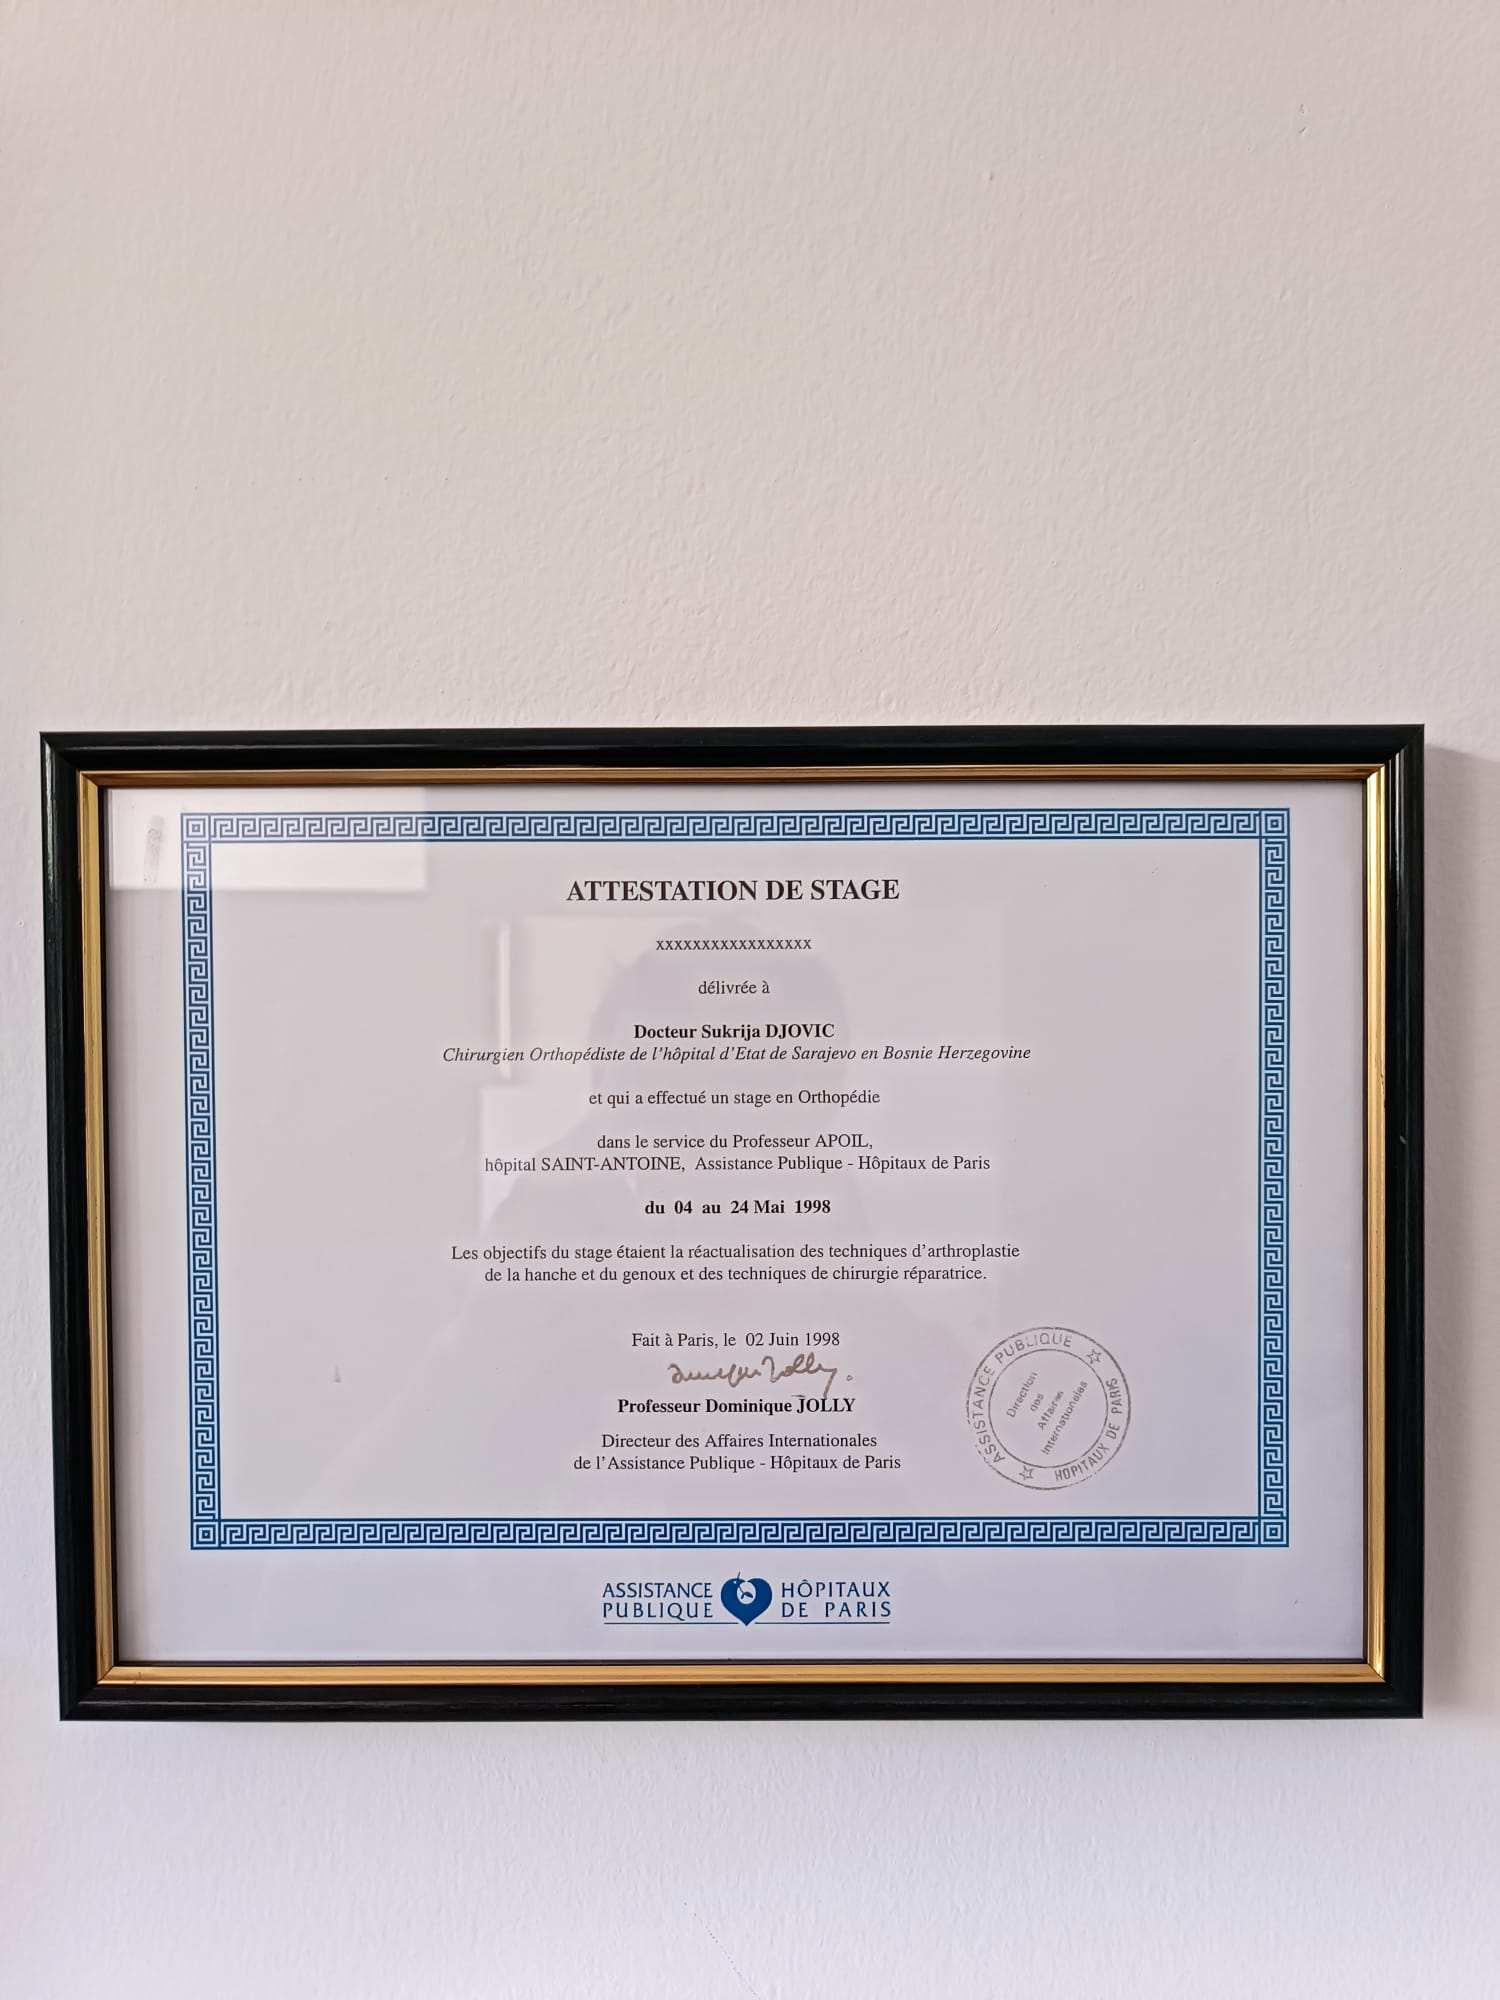 ATTESTATION DE STAGE
xxxxxxxxxxxxxxxxx
délivrée à
Docteur Sukrija DJOVIC
Chirurgien Orthopédiste de l'hôpital d'Etat de Sarajevo en Bosnie Herzegovine
et qui a effectué un stage en Orthopédie
dans le service du Professeur APOIL,
hôpital SAINT-ANTOINE, Assistance Publique - Hôpitaux de Paris
du 04 au 24 Mai 1998
Les objectifs du stage étaient la réactualisation des techniques d'arthroplastie
de la hanche et du genoux et des techniques de chirurgie réparatrice.
Fait à Paris, le 02 Juin 1998
Professeur Dominique JOLLY
Directeur des Affaires Internationales
de l'Assistance Publique - Hôpitaux de Paris
ASSISTANCE PUBLIQUE
HOPITAUX DE PARIS
Direction
des
Affaires
Internationales
ASSISTANCE HÔPITAUX
PUBLIQUE DE PARIS